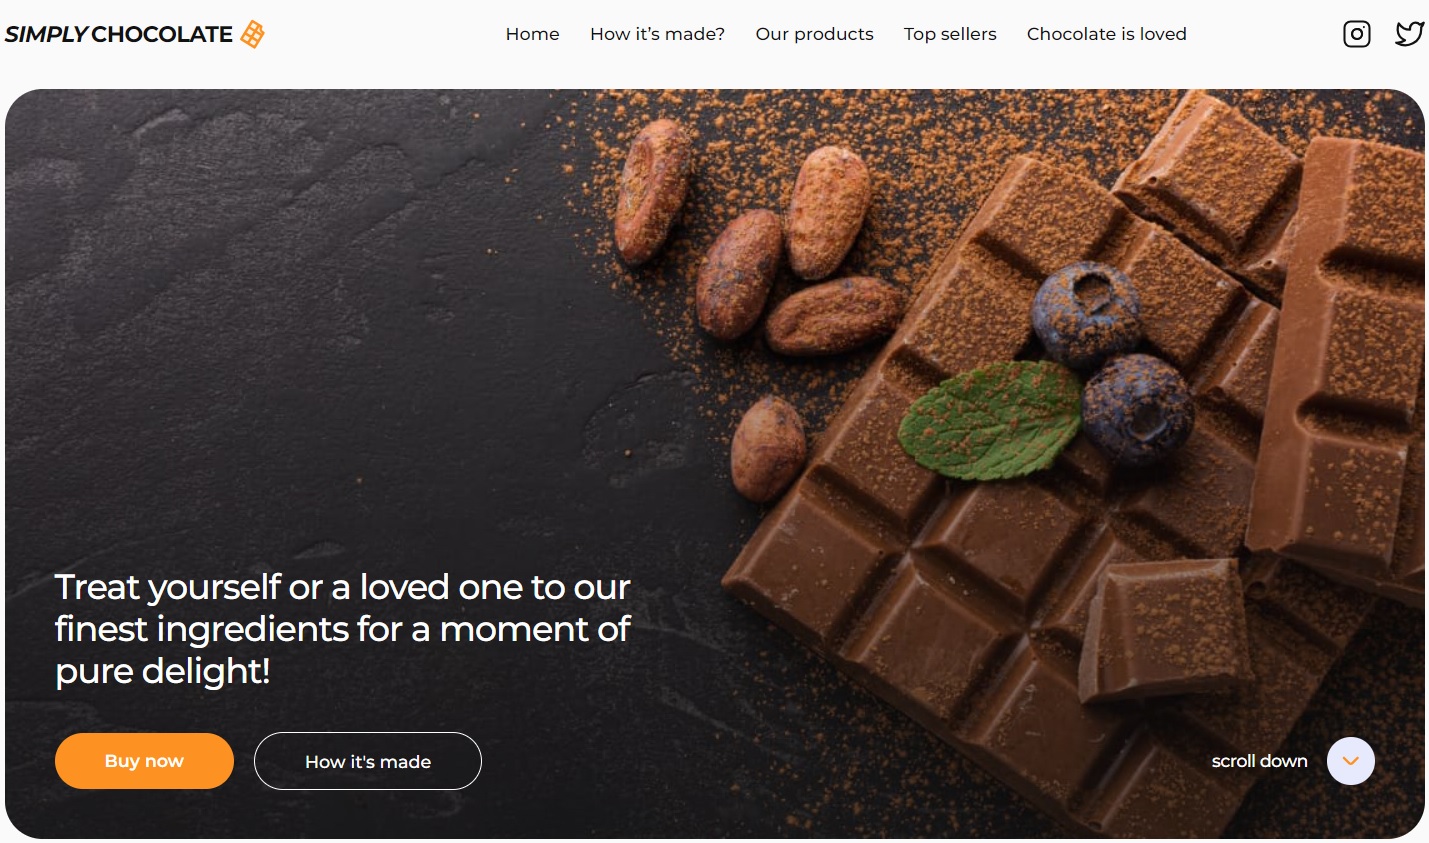 SIMPLY CHOCOLATE
Home
How it’s made?
Our products
Top sellers
Chocolate is loved
Treat yourself or a loved one to our
finest ingredients for a moment of
pure delight!
Buy now
How it's made
scroll down